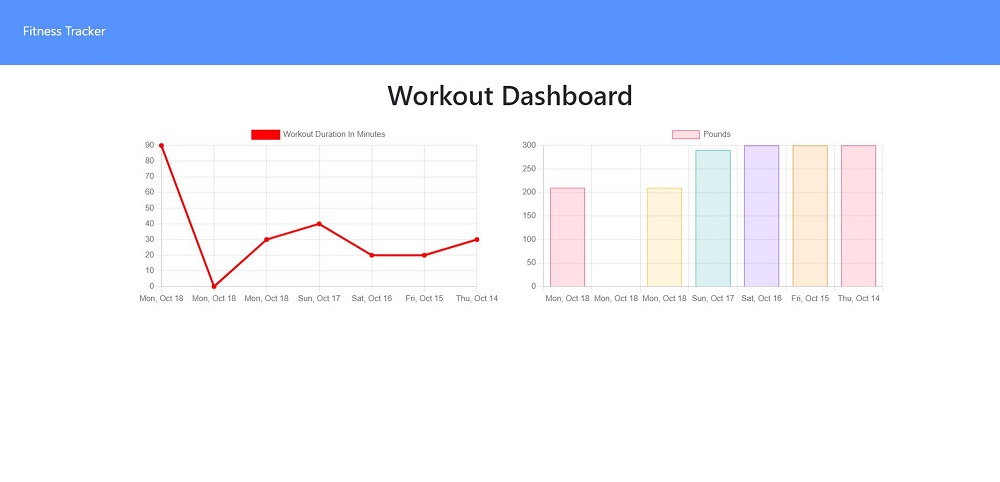 Fitness Tracker
Workout Dashboard
Workout Duration In Minutes
90
80
70
60
50
40
30
20
10
0
Mon, Oct 18 Mon, Oct 18 Mon, Oct 18 Sun, Oct 17 Sat, Oct 16 Fri, Oct 15 Thu, Oct 14
Pounds
300
250
200
150
100
50
0
Mon, Oct 18 Mon, Oct 18 Mon, Oct 18 Sun, Oct 17 Sat, Oct 16 Fri, Oct 15 Thu, Oct 14